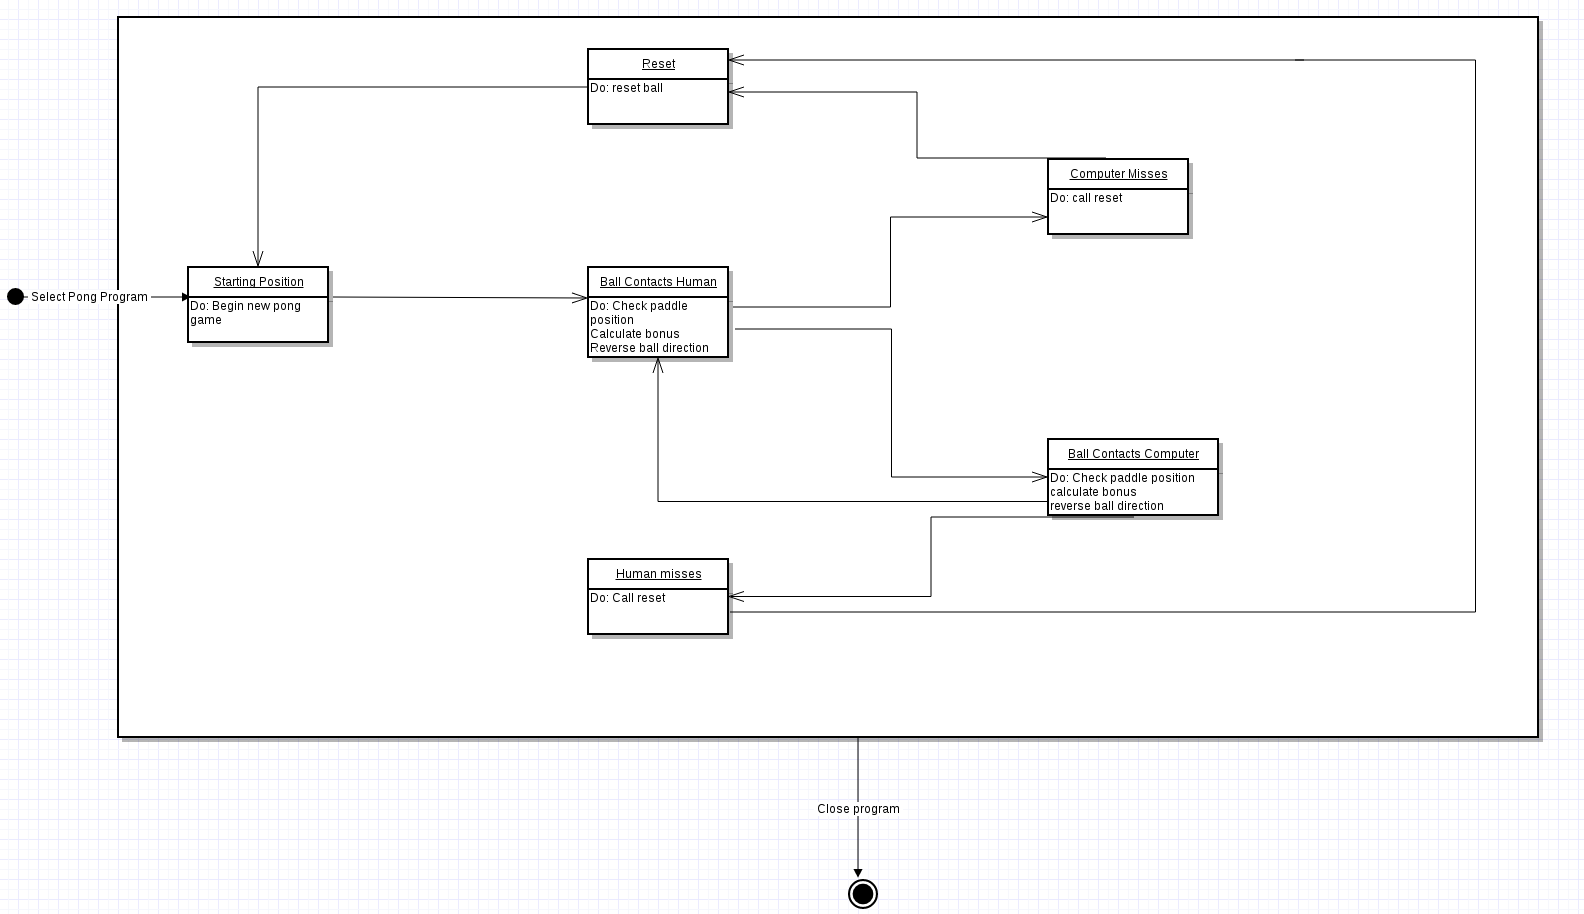 Reset
Do: reset ball
Computer Misses
Do: call reset
Select Pong Program
Starting Position
Do: Begin new pong
game
Ball Contacts Human
Do: Check paddle
position
Calculate bonus
Reverse ball direction
Ball Contacts Computer
Do: Check paddle position
calculate bonus
reverse ball direction
Human misses
Do: Call reset
Close program